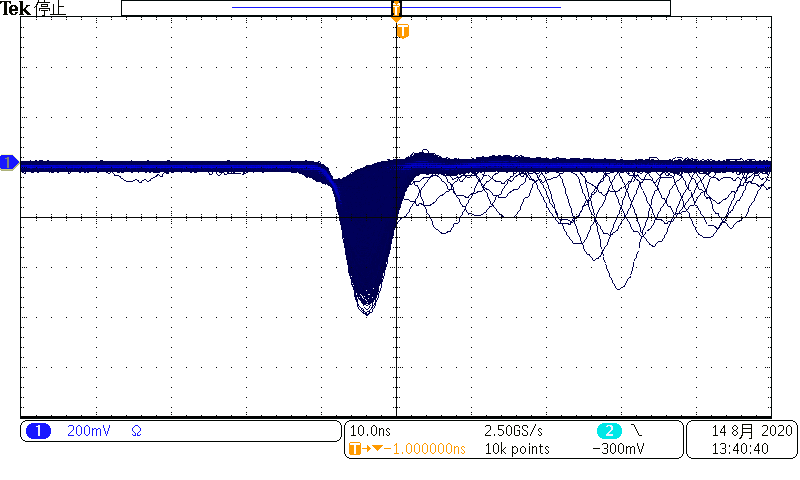 Tek 停止
T
T
1
1 200mV Ω
10.0ns 2.50GS/s 2
T→▼-1.000000ns 10k points -300mV
14 8月 2020
13:40:40